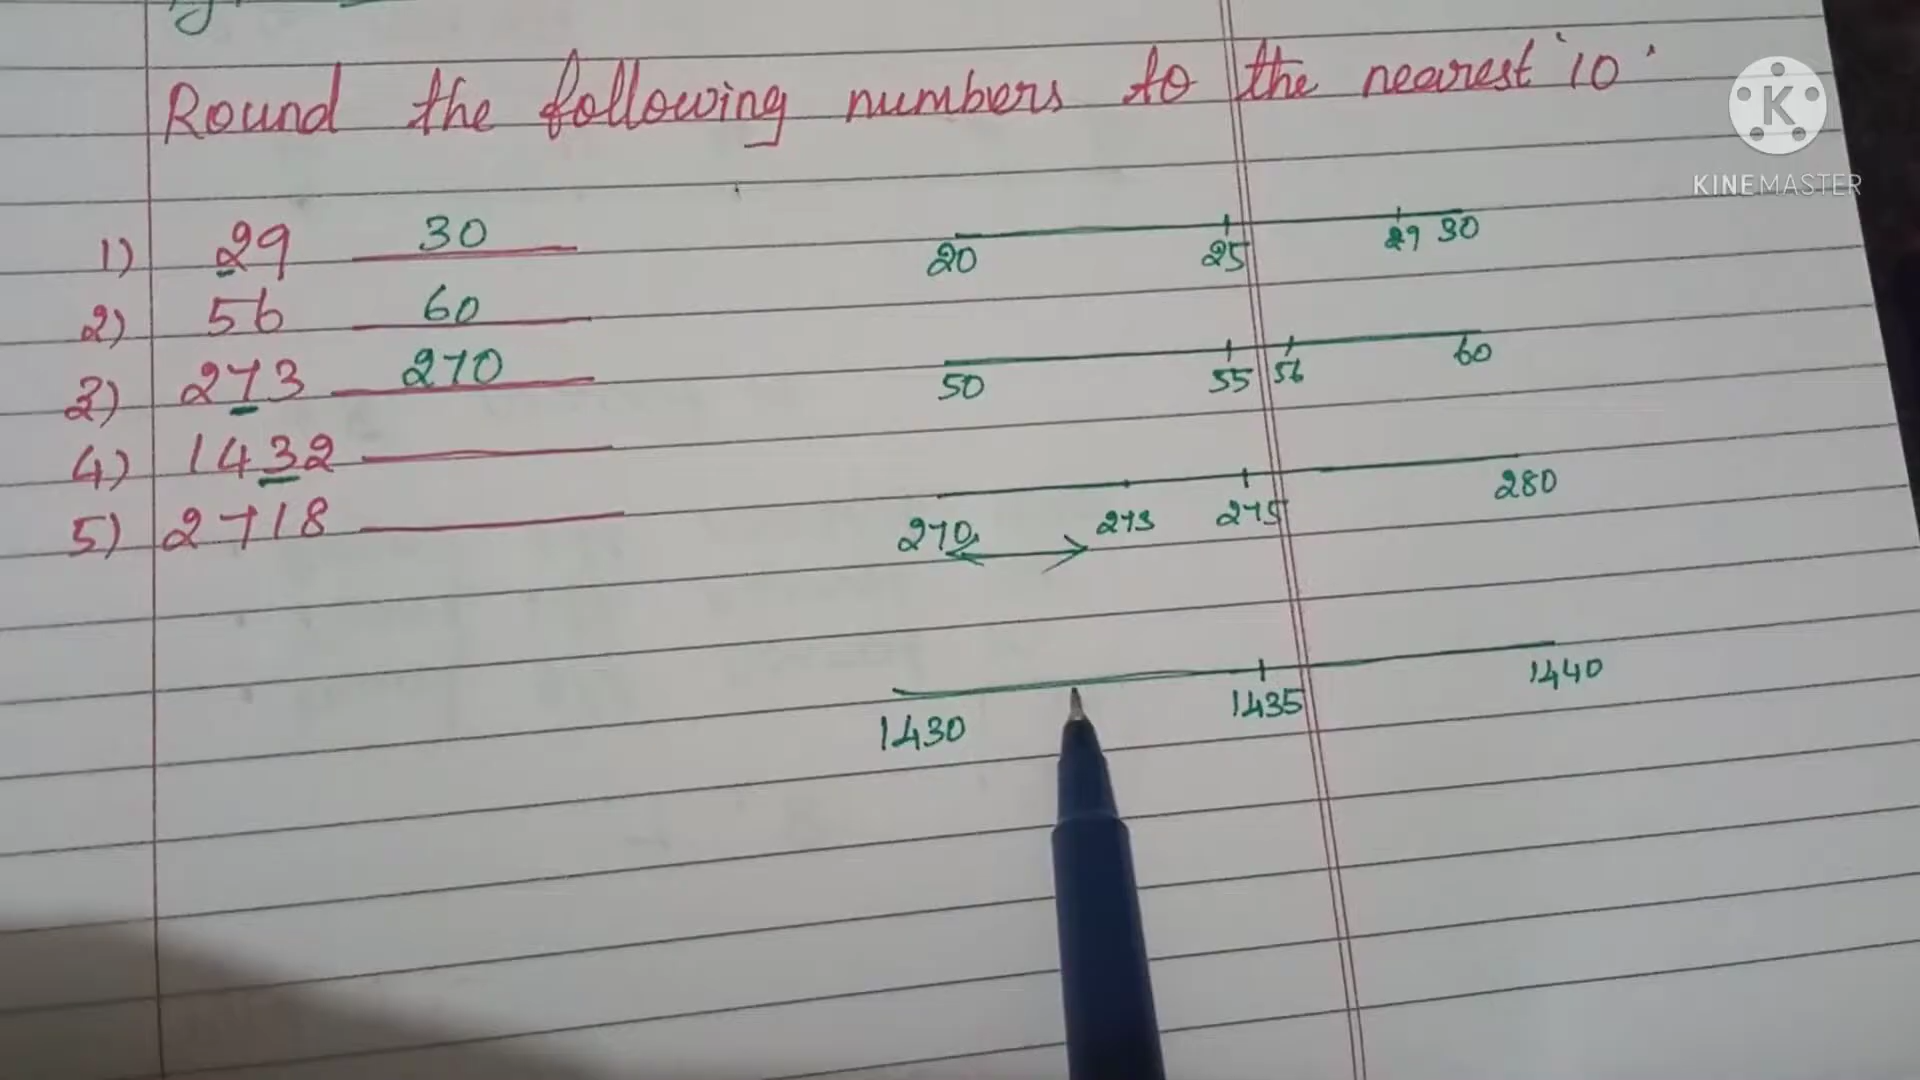 Round the following numbers to the nearest '10'
KINEMASTER
1) 29 30
20 25 29 30
2) 56 60
50 55 56 60
3) 273 270
270 273 275 280
4) 1432
5) 2718
1430 1435 1440